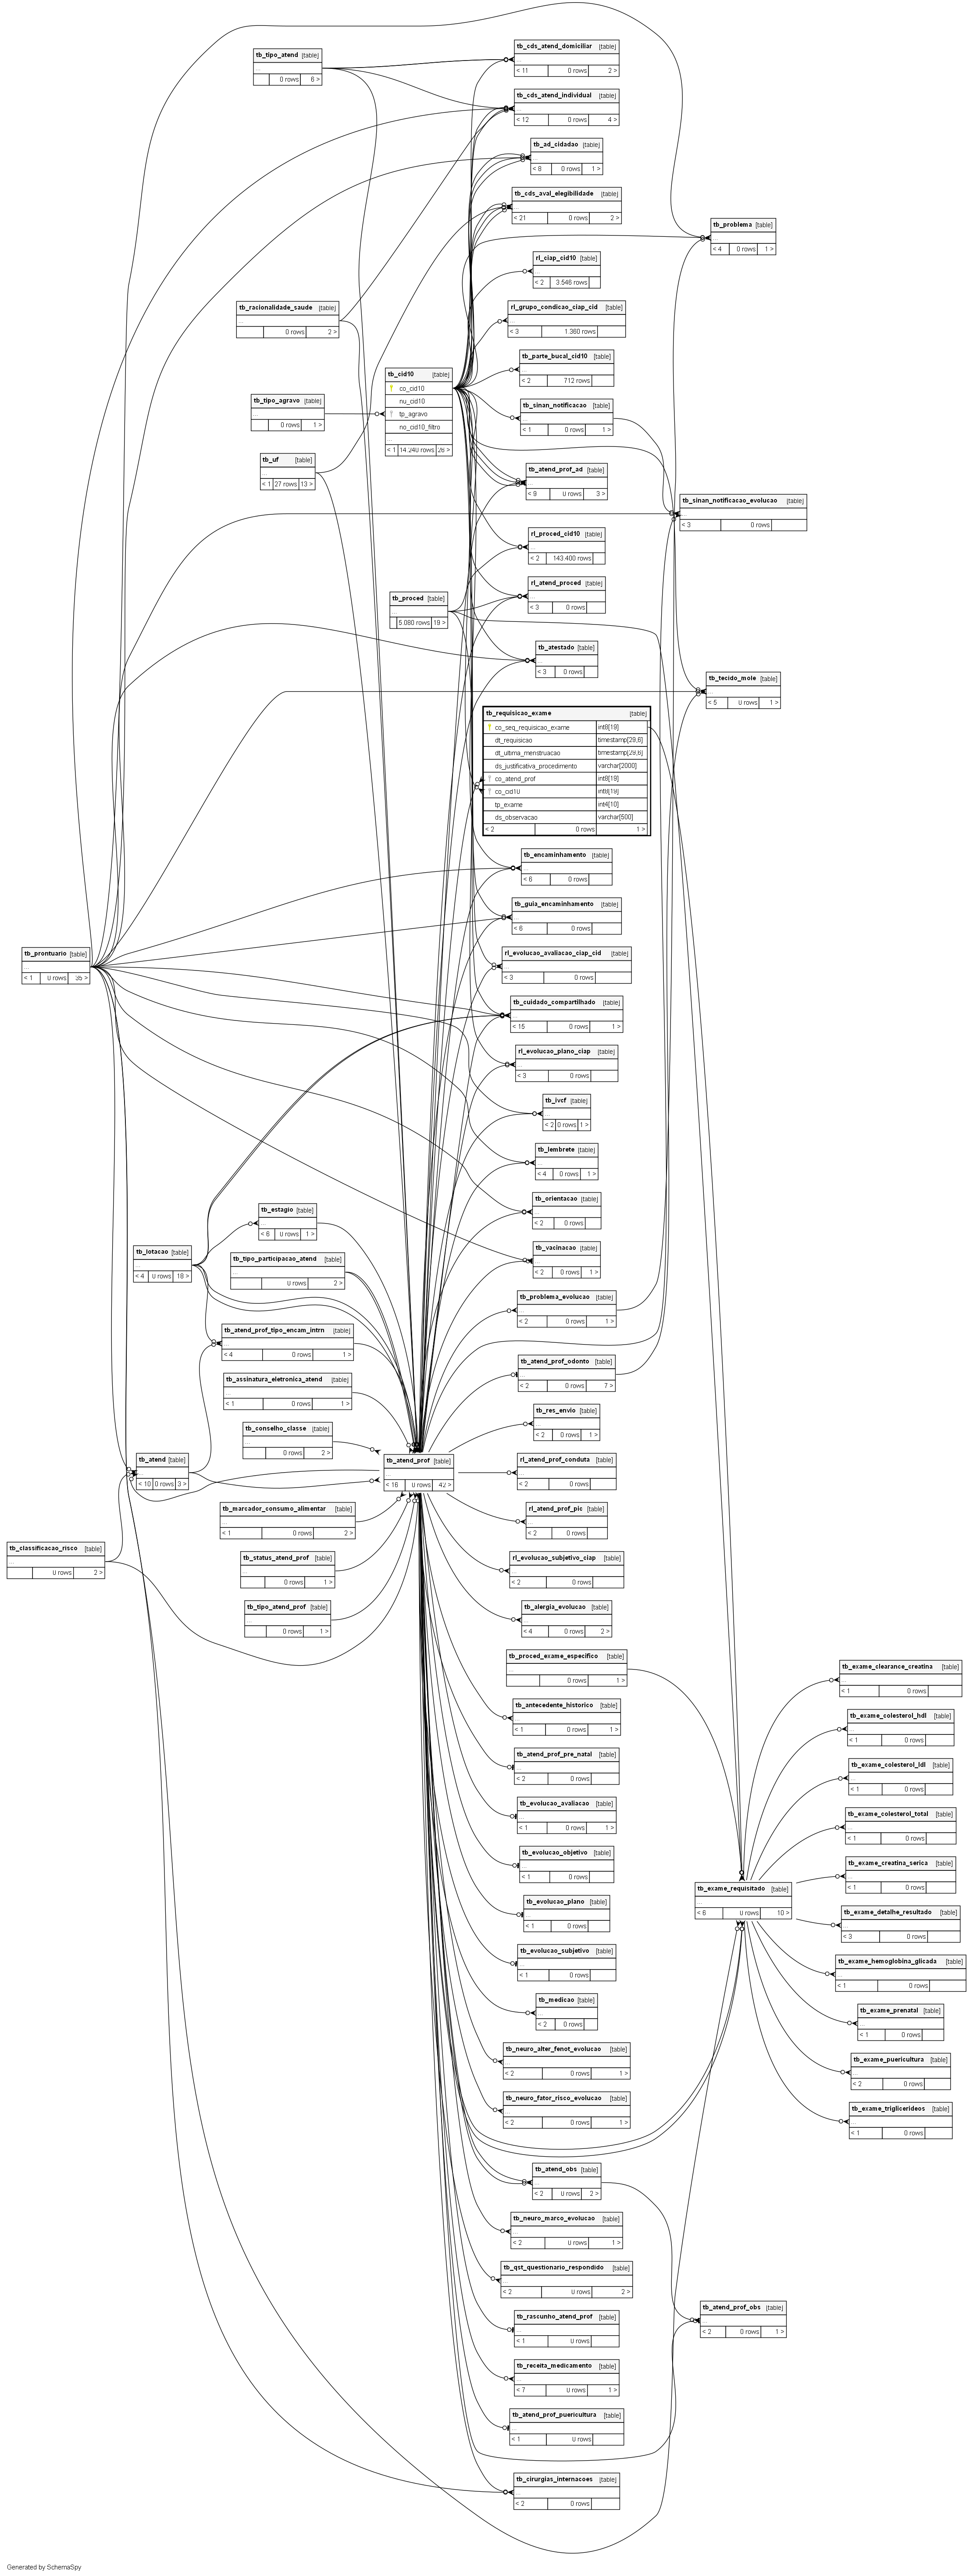 tb_tipo_atend [table]
...
0 rows 6 >
tb_cds_atend_domiciliar [table]
...
< 11 0 rows 2 >
tb_cds_atend_individual [table]
...
< 12 0 rows 4 >
tb_ad_cidadao [table]
...
< 8 0 rows 1 >
tb_cds_aval_elegibilidade [table]
...
< 21 0 rows 2 >
tb_problema [table]
...
< 4 0 rows 1 >
rl_ciap_cid10 [table]
...
< 2 3.546 rows
tb_racionalidade_saude [table]
...
0 rows 2 >
rl_grupo_condicao_ciap_cid [table]
...
< 3 1.360 rows
tb_parte_bucal_cid10 [table]
...
< 2 712 rows
tb_cid10 [table]
co_cid10
nu_cid10
tp_agravo
no_cid10_filtro
...
< 1 14.240 rows 26 >
tb_tipo_agravo [table]
...
0 rows 1 >
tb_sinan_notificacao [table]
...
< 1 0 rows 1 >
tb_uf [table]
...
< 1 27 rows 13 >
tb_atend_prof_ad [table]
...
< 9 0 rows 3 >
tb_sinan_notificacao_evolucao [table]
...
< 3 0 rows
rl_proced_cid10 [table]
...
< 2 143.400 rows
rl_atend_proced [table]
...
< 3 0 rows
tb_proced [table]
...
5.080 rows 19 >
tb_atestado [table]
...
< 3 0 rows
tb_tecido_mole [table]
...
< 5 0 rows 1 >
tb_requisicao_exame [table]
co_seq_requisicao_exame int8[19]
dt_requisicao timestamp[29,6]
dt_ultima_menstruacao timestamp[29,6]
ds_justificativa_procedimento varchar[2000]
co_atend_prof int8[19]
co_cid10 int8[19]
tp_exame int4[10]
ds_observacao varchar[500]
< 2 0 rows 1 >
tb_encaminhamento [table]
...
< 6 0 rows
tb_guia_encaminhamento [table]
...
< 6 0 rows
tb_prontuario [table]
...
< 1 0 rows 35 >
rl_evolucao_avaliacao_ciap_cid [table]
...
< 3 0 rows
tb_cuidado_compartilhado [table]
...
< 15 0 rows 1 >
rl_evolucao_plano_ciap [table]
...
< 3 0 rows
tb_ivcf [table]
...
< 2 0 rows 1 >
tb_lembrete [table]
...
< 4 0 rows 1 >
tb_orientacao [table]
...
< 2 0 rows
tb_estagio [table]
...
< 6 0 rows 1 >
tb_lotacao [table]
...
< 4 0 rows 18 >
tb_vacinacao [table]
...
< 2 0 rows 1 >
tb_tipo_participacao_atend [table]
...
0 rows 2 >
tb_problema_evolucao [table]
...
< 2 0 rows 1 >
tb_atend_prof_tipo_encam_intrn [table]
...
< 4 0 rows 1 >
tb_atend_prof_odonto [table]
...
< 2 0 rows 7 >
tb_assinatura_eletronica_atend [table]
...
< 1 0 rows 1 >
tb_res_envio [table]
...
< 2 0 rows 1 >
tb_conselho_classe [table]
...
0 rows 2 >
tb_atend [table]
...
< 10 0 rows 3 >
tb_atend_prof [table]
...
< 16 0 rows 42 >
rl_atend_prof_conduta [table]
...
< 2 0 rows
tb_marcador_consumo_alimentar [table]
...
< 1 0 rows 2 >
rl_atend_prof_pic [table]
...
< 2 0 rows
tb_classificacao_risco [table]
...
0 rows 2 >
tb_status_atend_prof [table]
...
0 rows 1 >
rl_evolucao_subjetivo_ciap [table]
...
< 2 0 rows
tb_tipo_atend_prof [table]
...
0 rows 1 >
tb_alergia_evolucao [table]
...
< 4 0 rows 2 >
tb_proced_exame_especifico [table]
...
0 rows 1 >
tb_exame_clearance_creatina [table]
...
< 1 0 rows
tb_antecedente_historico [table]
...
< 1 0 rows 1 >
tb_exame_colesterol_hdl [table]
...
< 1 0 rows
tb_atend_prof_pre_natal [table]
...
< 2 0 rows
tb_exame_colesterol_ldl [table]
...
< 1 0 rows
tb_evolucao_avaliacao [table]
...
< 1 0 rows 1 >
tb_exame_colesterol_total [table]
...
< 1 0 rows
tb_evolucao_objetivo [table]
...
< 1 0 rows
tb_exame_creatina_serica [table]
...
< 1 0 rows
tb_exame_requisitado [table]
...
< 6 0 rows 10 >
tb_evolucao_plano [table]
...
< 1 0 rows
tb_exame_detalhe_resultado [table]
...
< 3 0 rows
tb_evolucao_subjetivo [table]
...
< 1 0 rows
tb_exame_hemoglobina_glicada [table]
...
< 1 0 rows
tb_medicao [table]
...
< 2 0 rows
tb_exame_prenatal [table]
...
< 1 0 rows
tb_neuro_alter_fenot_evolucao [table]
...
< 2 0 rows 1 >
tb_exame_puericultura [table]
...
< 2 0 rows
tb_neuro_fator_risco_evolucao [table]
...
< 2 0 rows 1 >
tb_exame_triglicerideos [table]
...
< 1 0 rows
tb_atend_obs [table]
...
< 2 0 rows 2 >
tb_neuro_marco_evolucao [table]
...
< 2 0 rows 1 >
tb_qst_questionario_respondido [table]
...
< 2 0 rows 2 >
tb_atend_prof_obs [table]
...
< 2 0 rows 1 >
tb_rascunho_atend_prof [table]
...
< 1 0 rows
tb_receita_medicamento [table]
...
< 7 0 rows 1 >
tb_atend_prof_puericultura [table]
...
< 1 0 rows
tb_cirurgias_internacoes [table]
...
< 2 0 rows
Generated by SchemaSpy